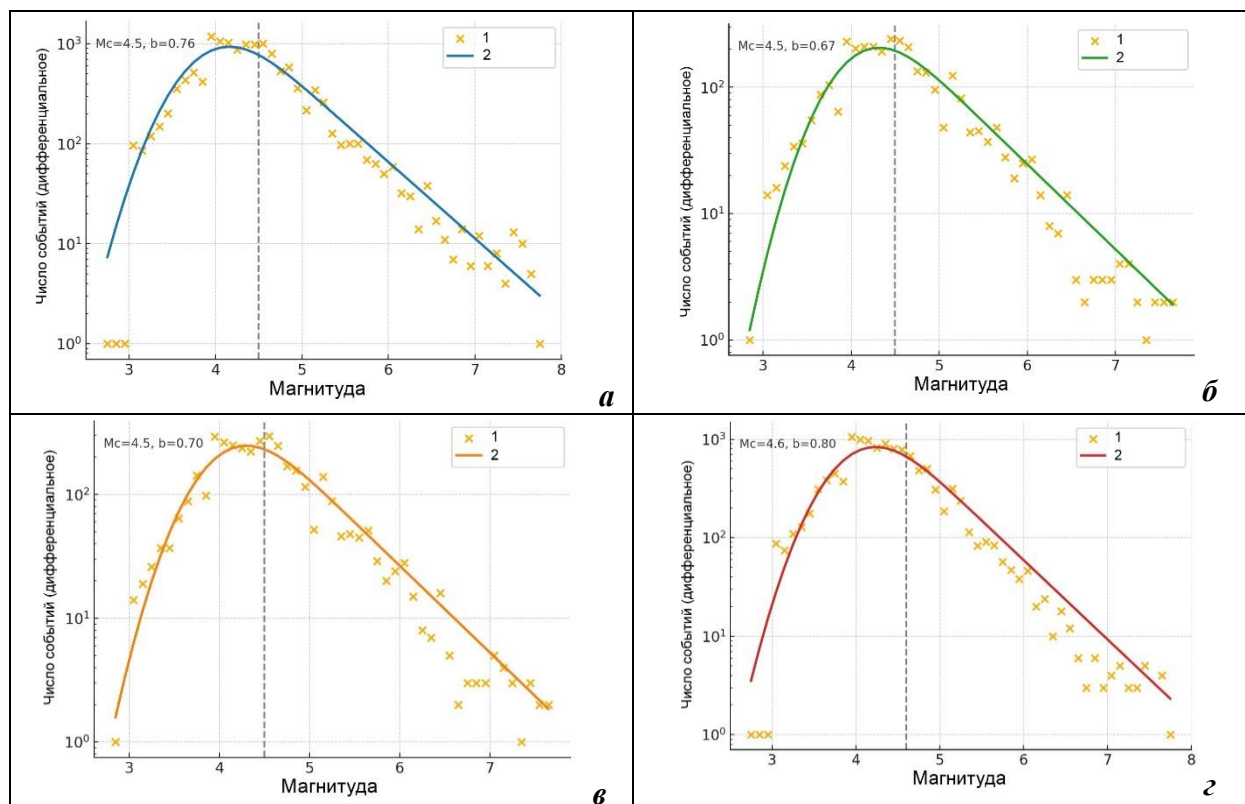 Число событий (дифференциальное)
10³
10²
10¹
10⁰
Mc=4.5, b=0.76
1
2
3 4 5 6 7 8
Магнитуда
а
Число событий (дифференциальное)
10²
10¹
10⁰
Mc=4.5, b=0.67
1
2
3 4 5 6 7
Магнитуда
б
Число событий (дифференциальное)
10²
10¹
10⁰
Mc=4.5, b=0.70
1
2
3 4 5 6 7
Магнитуда
в
Число событий (дифференциальное)
10³
10²
10¹
10⁰
Mc=4.6, b=0.80
1
2
3 4 5 6 7 8
Магнитуда
г